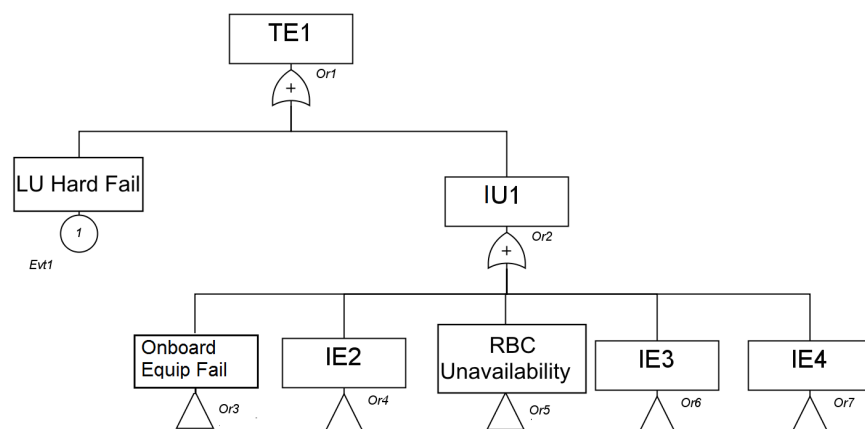 TE1
Or1
+
LU Hard Fail
1
Evt1
IU1
Or2
+
Onboard
Equip Fail
Or3
IE2
Or4
RBC
Unavailability
Or5
IE3
Or6
IE4
Or7